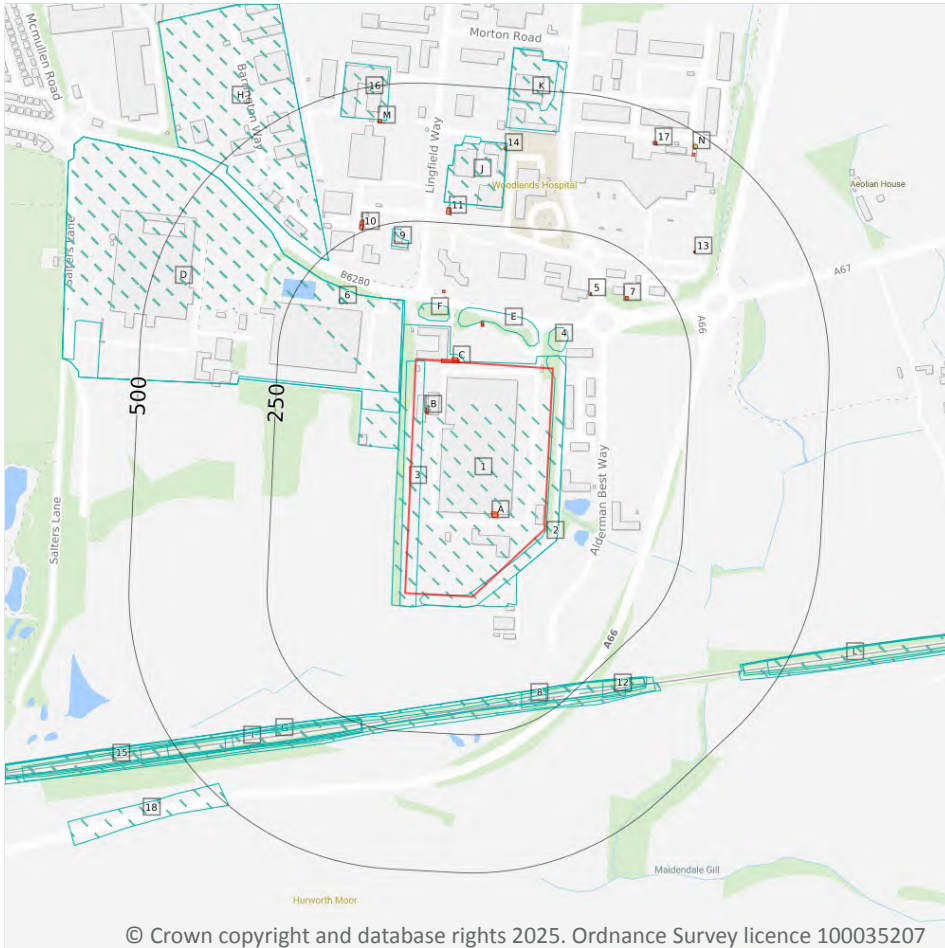 Morton Road
Mcmullen Road
16
K
H
Barrington Way
M
17
N
14
Lingfield Way
J
Woodlands Hospital
Aeolian House
11
10
9
13
Salters Lane
D
B6280
A67
6
5
7
F
E
A66
4
C
500
250
B
1
3
A
Alderman Best Way
2
Salters Lane
A66
L
12
8
G
15
18
Maidendale Gill
Hurworth Moor
© Crown copyright and database rights 2025. Ordnance Survey licence 100035207